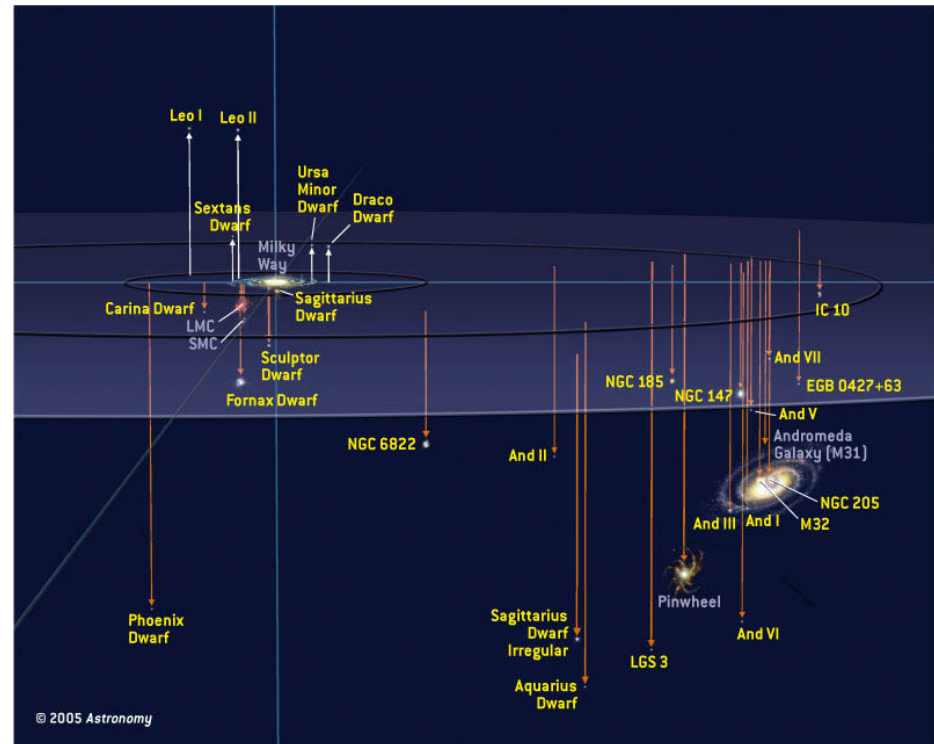 Leo I
Leo II
Ursa
Minor
Dwarf
Draco
Dwarf
Sextans
Dwarf
Milky
Way
Carina Dwarf
LMC
SMC
Sagittarius
Dwarf
IC 10
Sculptor
Dwarf
Fornax Dwarf
And VII
NGC 185
NGC 147
EGB 0427+63
And V
NGC 6822
And II
Andromeda
Galaxy (M31)
NGC 205
And III
And I
M32
Pinwheel
Phoenix
Dwarf
Sagittarius
Dwarf
Irregular
And VI
LGS 3
Aquarius
Dwarf
© 2005 Astronomy